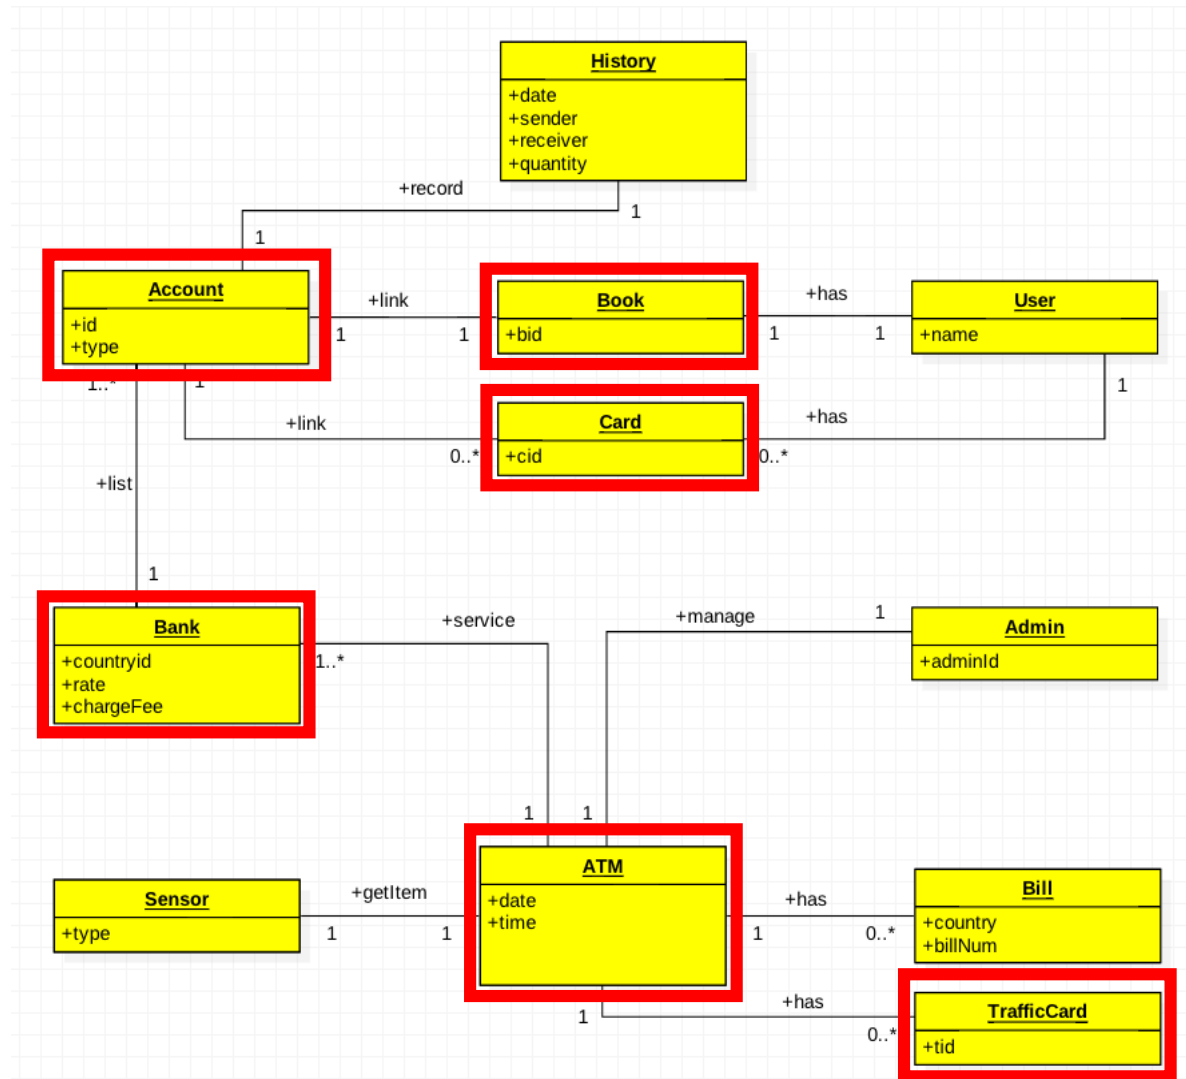 History
+date
+sender
+receiver
+quantity
+record
1
1
Account
+id
+type
+link
1
1
Book
+bid
+has
1
1
User
+name
1..*
1
+link
0..*
Card
+cid
+has
0..*
1
+list
1
Bank
+countryid
+rate
+chargeFee
+service
1..*
1
+manage
1
1
Admin
+adminId
ATM
+date
+time
Sensor
+type
+getItem
1
1
+has
1
0..*
Bill
+country
+billNum
+has
1
0..*
TrafficCard
+tid